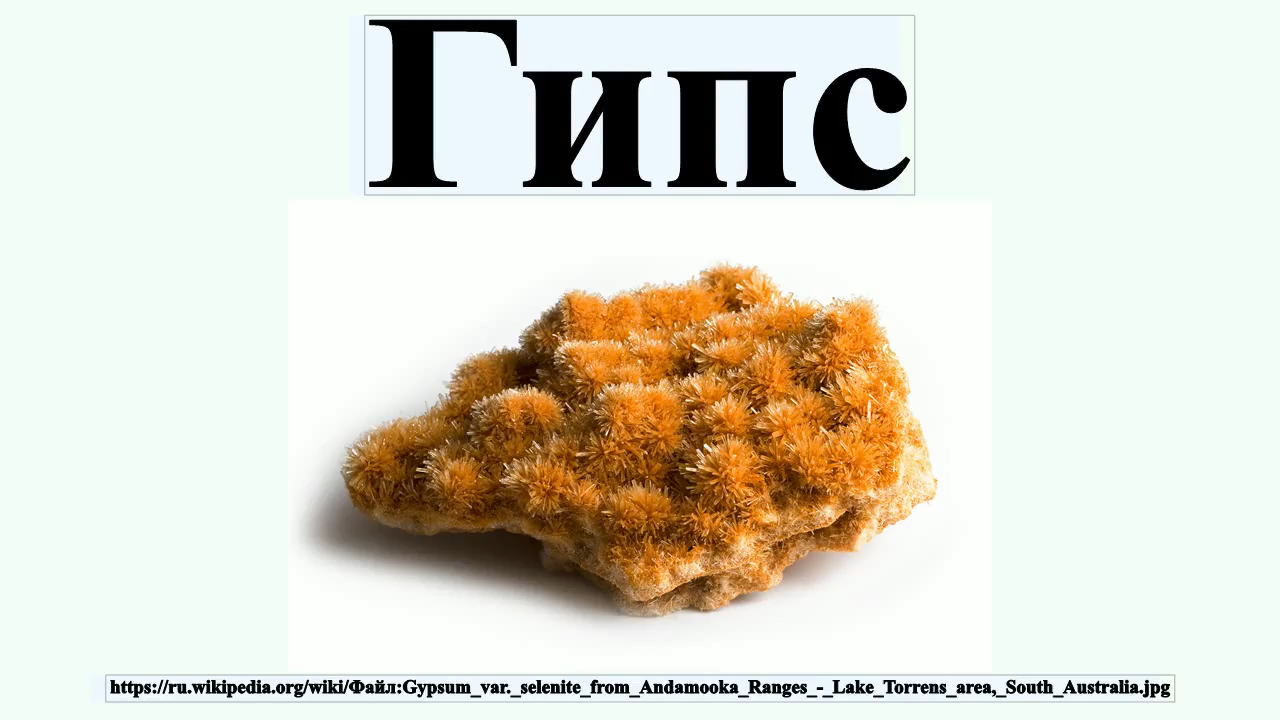 Гипс
https://ru.wikipedia.org/wiki/Файл:Gypsum_var._selenite_from_Andamooka_Ranges_-_Lake_Torrens_area,_South_Australia.jpg